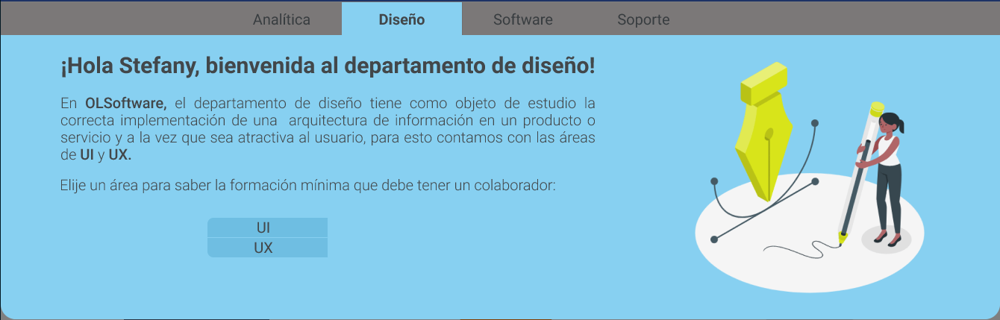 Analítica Diseño Software Soporte
¡Hola Stefany, bienvenida al departamento de diseño!
En OLSoftware, el departamento de diseño tiene como objeto de estudio la
correcta implementación de una arquitectura de información en un producto o
servicio y a la vez que sea atractiva al usuario, para esto contamos con las áreas
de UI y UX.
Elije un área para saber la formación mínima que debe tener un colaborador:
UI
UX